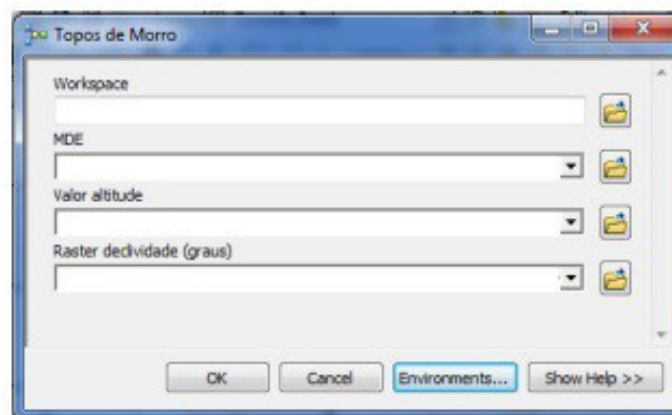 Topos de Morro
Workspace
MDE
Valor altitude
Raster declividade (graus)
OK
Cancel
Environments...
Show Help >>